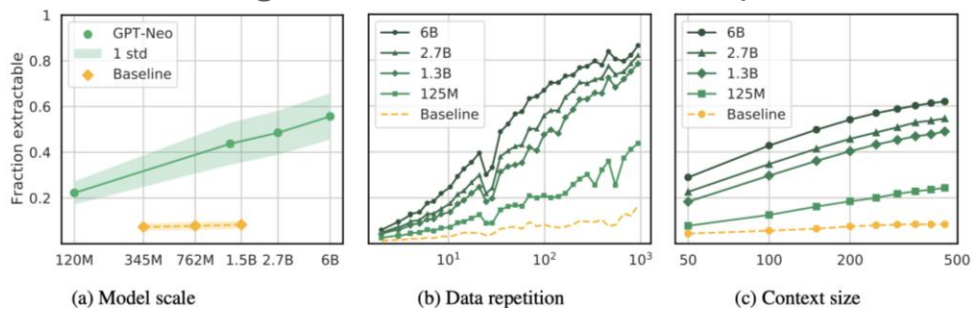 Fraction extractable
1
0.8
0.6
0.4
0.2
GPT-Neo
1 std
Baseline
120M 345M 762M 1.5B 2.7B 6B
(a) Model scale
6B
2.7B
1.3B
125M
Baseline
10¹ 10² 10³
(b) Data repetition
6B
2.7B
1.3B
125M
Baseline
50 100 200 300 400 500
(c) Context size